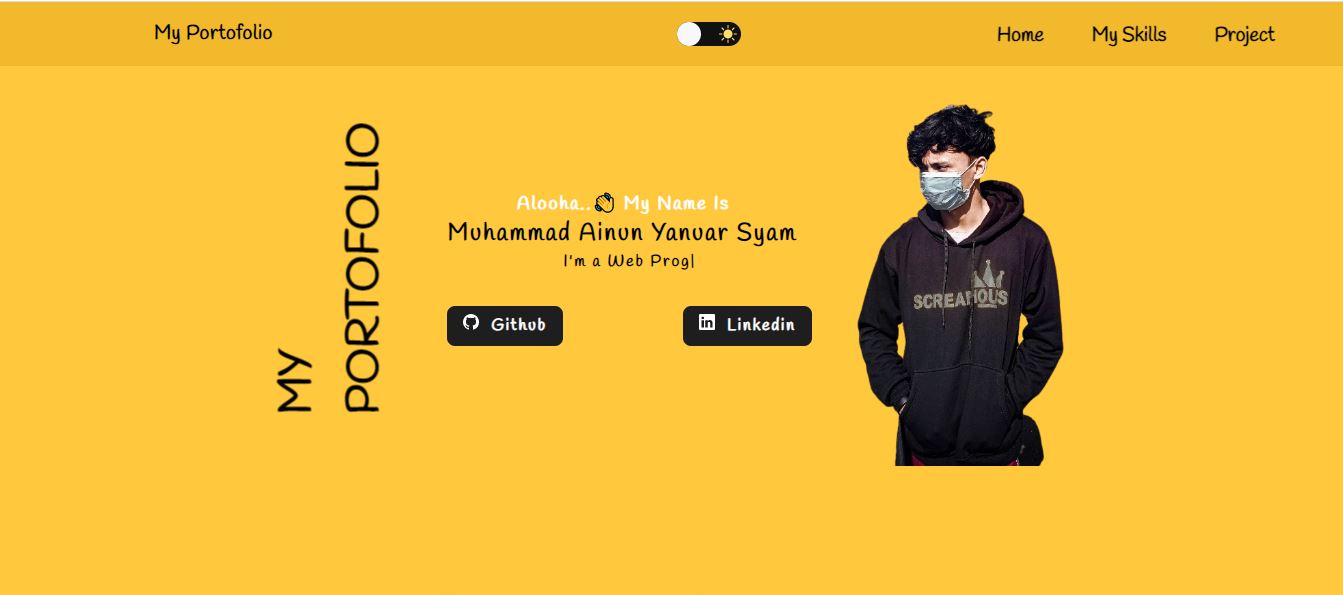 My Portofolio
Home
My Skills
Project
MY
PORTOFOLIO
Alooha..👏 My Name Is
Muhammad Ainun Yanuar Syam
I'm a Web Prog|
Github
Linkedin
SCREAMOUS